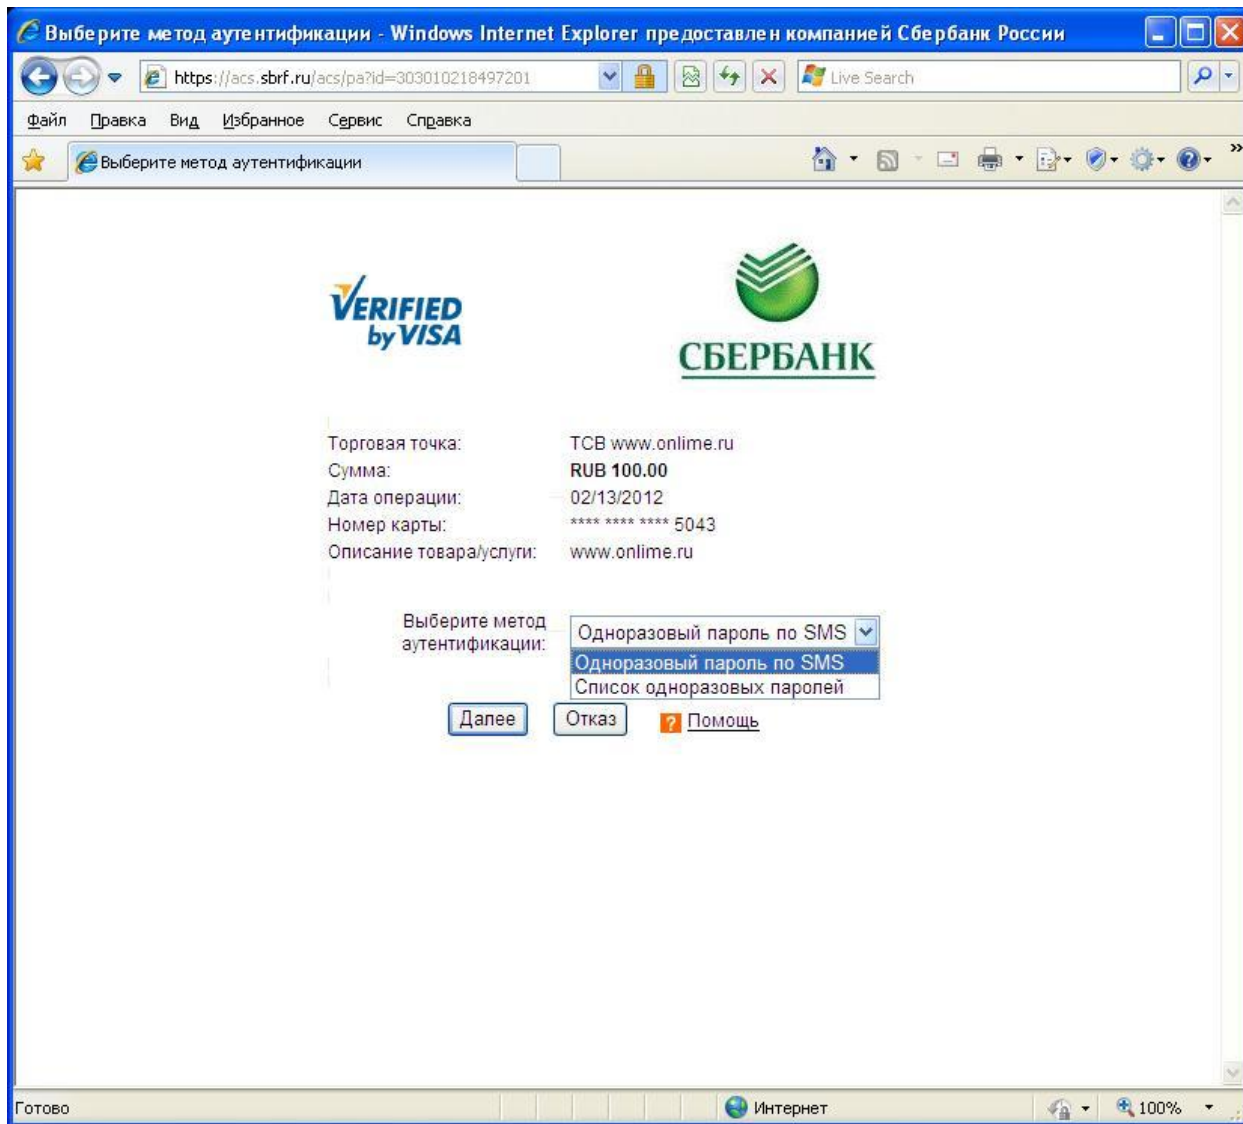 Выберите метод аутентификации - Windows Internet Explorer предоставлен компанией Сбербанк России
https://acs.sbrf.ru/acs/pa?id=303010218497201
Live Search
Файл Правка Вид Избранное Сервис Справка
Выберите метод аутентификации
VERIFIED
by VISA
СБЕРБАНК
Торговая точка: TCB www.onlime.ru
Сумма: RUB 100.00
Дата операции: 02/13/2012
Номер карты: **** **** **** 5043
Описание товара/услуги: www.onlime.ru
Выберите метод
аутентификации:
Одноразовый пароль по SMS
Одноразовый пароль по SMS
Список одноразовых паролей
Далее Отказ ? Помощь
Готово Интернет 100%